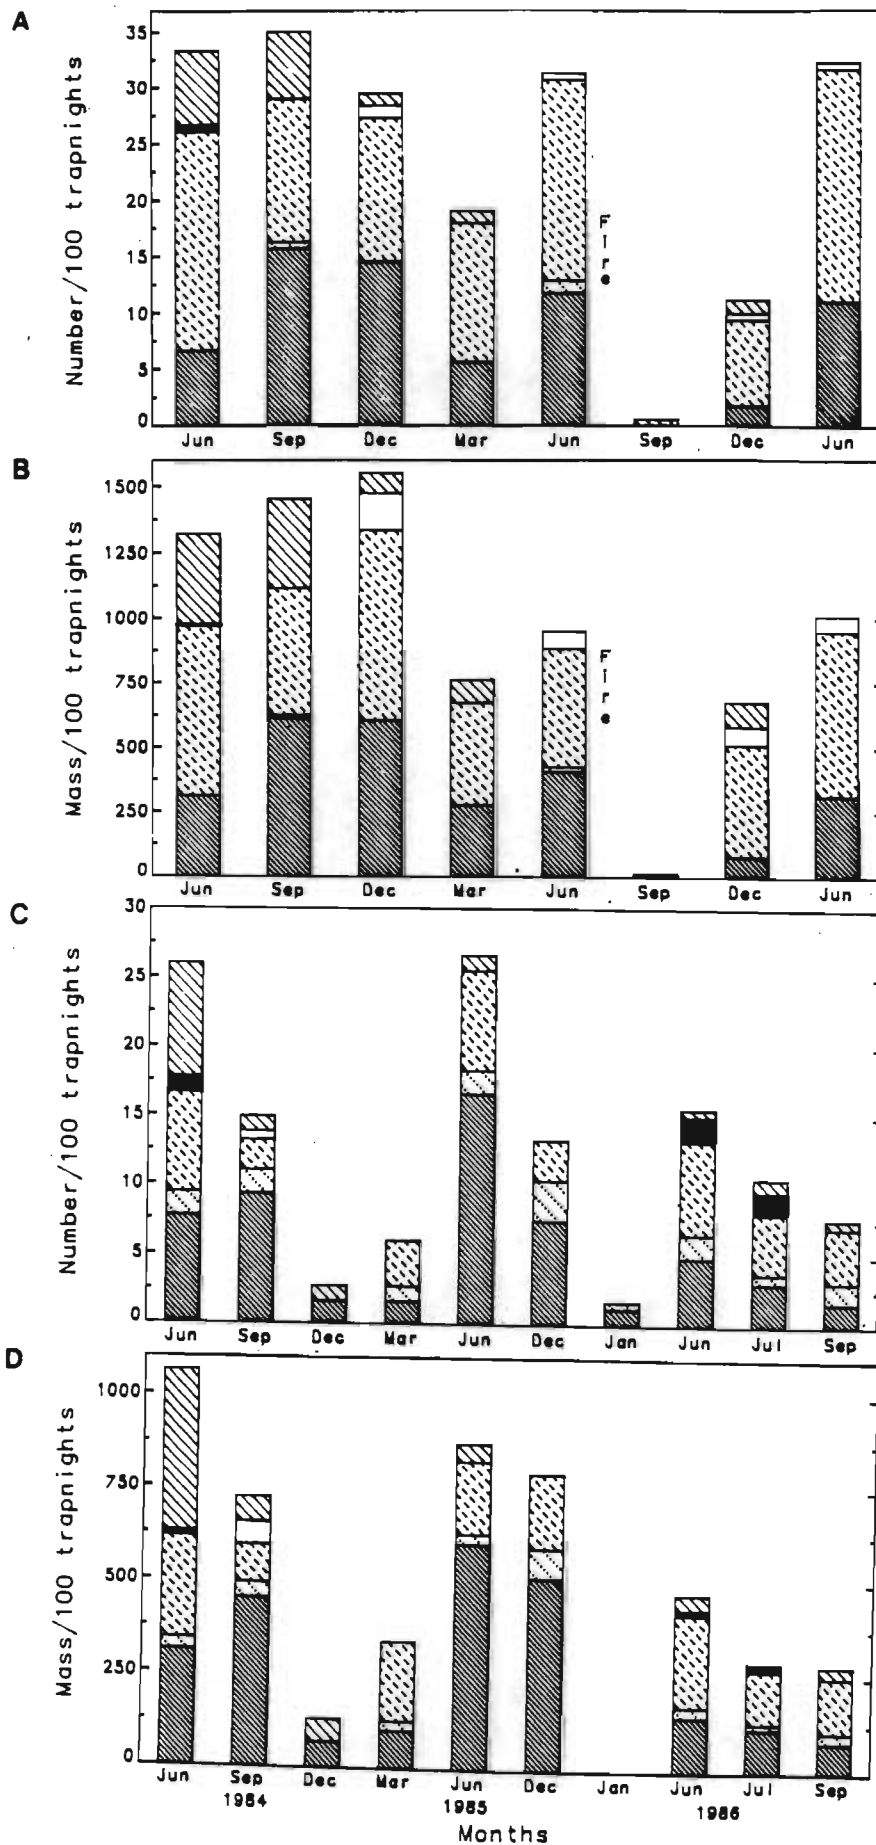 A
Number/100 trapnights
35
30
25
20
15
10
5
0
Jun Sep Dec Mar Jun Sep Dec Jun
Fire
B
Mass/100 trapnights
1500
1250
1000
750
500
250
0
Jun Sep Dec Mar Jun Sep Dec Jun
Fire
C
Number/100 trapnights
30
25
20
15
10
5
0
Jun Sep Dec Mar Jun Dec Jan Jun Jul Sep
D
Mass/100 trapnights
1000
750
500
250
0
Jun Sep Dec Mar Jun Dec Jan Jun Jul Sep
1984 1985 1986
Months